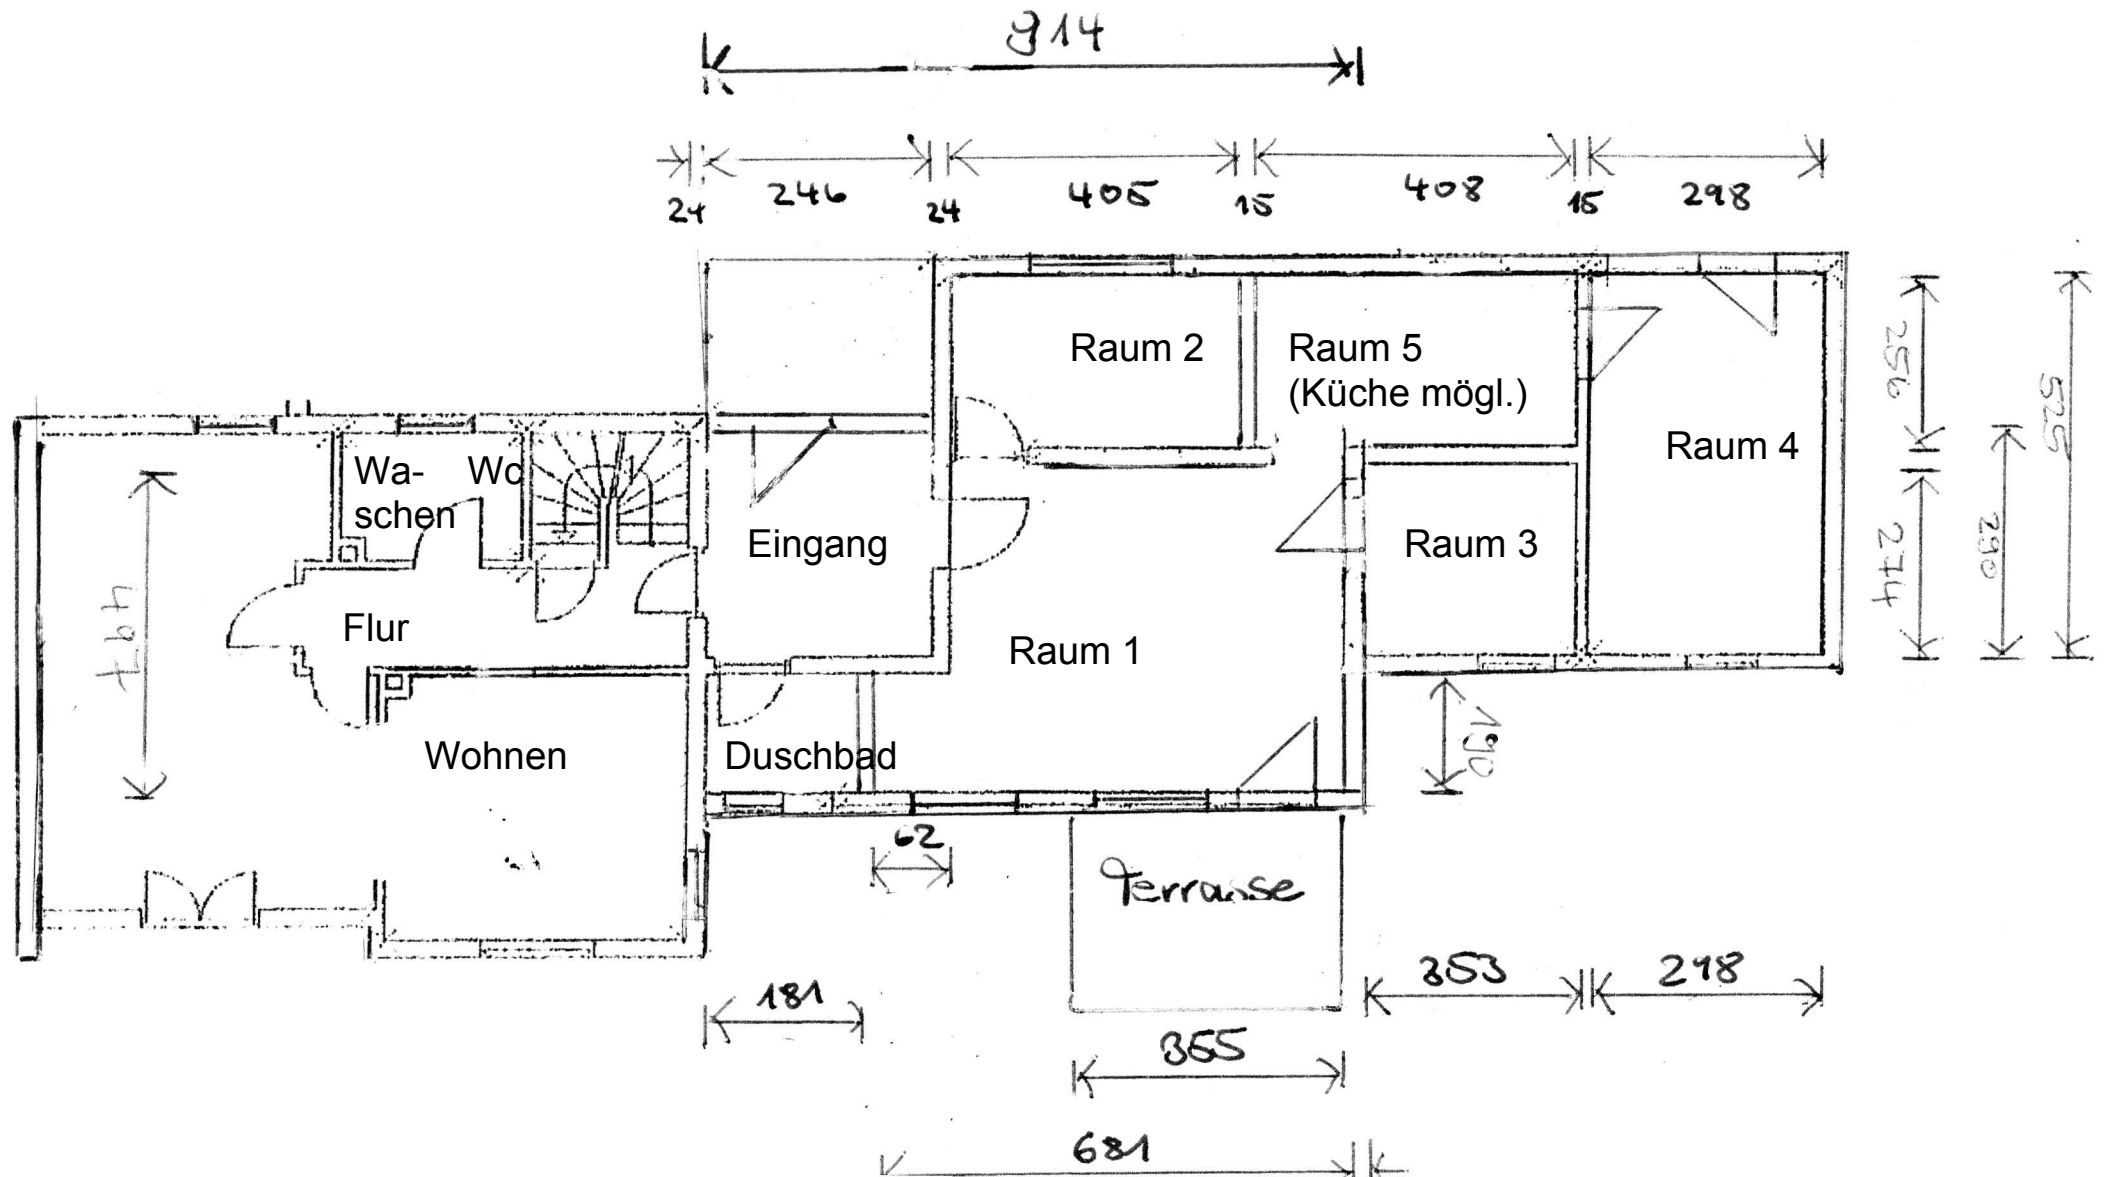 914
24 246 24 405 15 408 15 298
Raum 2
Raum 5
(Küche mögl.)
Raum 4
256
525
Wa-
schen
Wc
Eingang
Raum 3
274
290
497
Flur
Raum 1
Wohnen
Duschbad
190
62
Terrasse
181
353
298
365
681